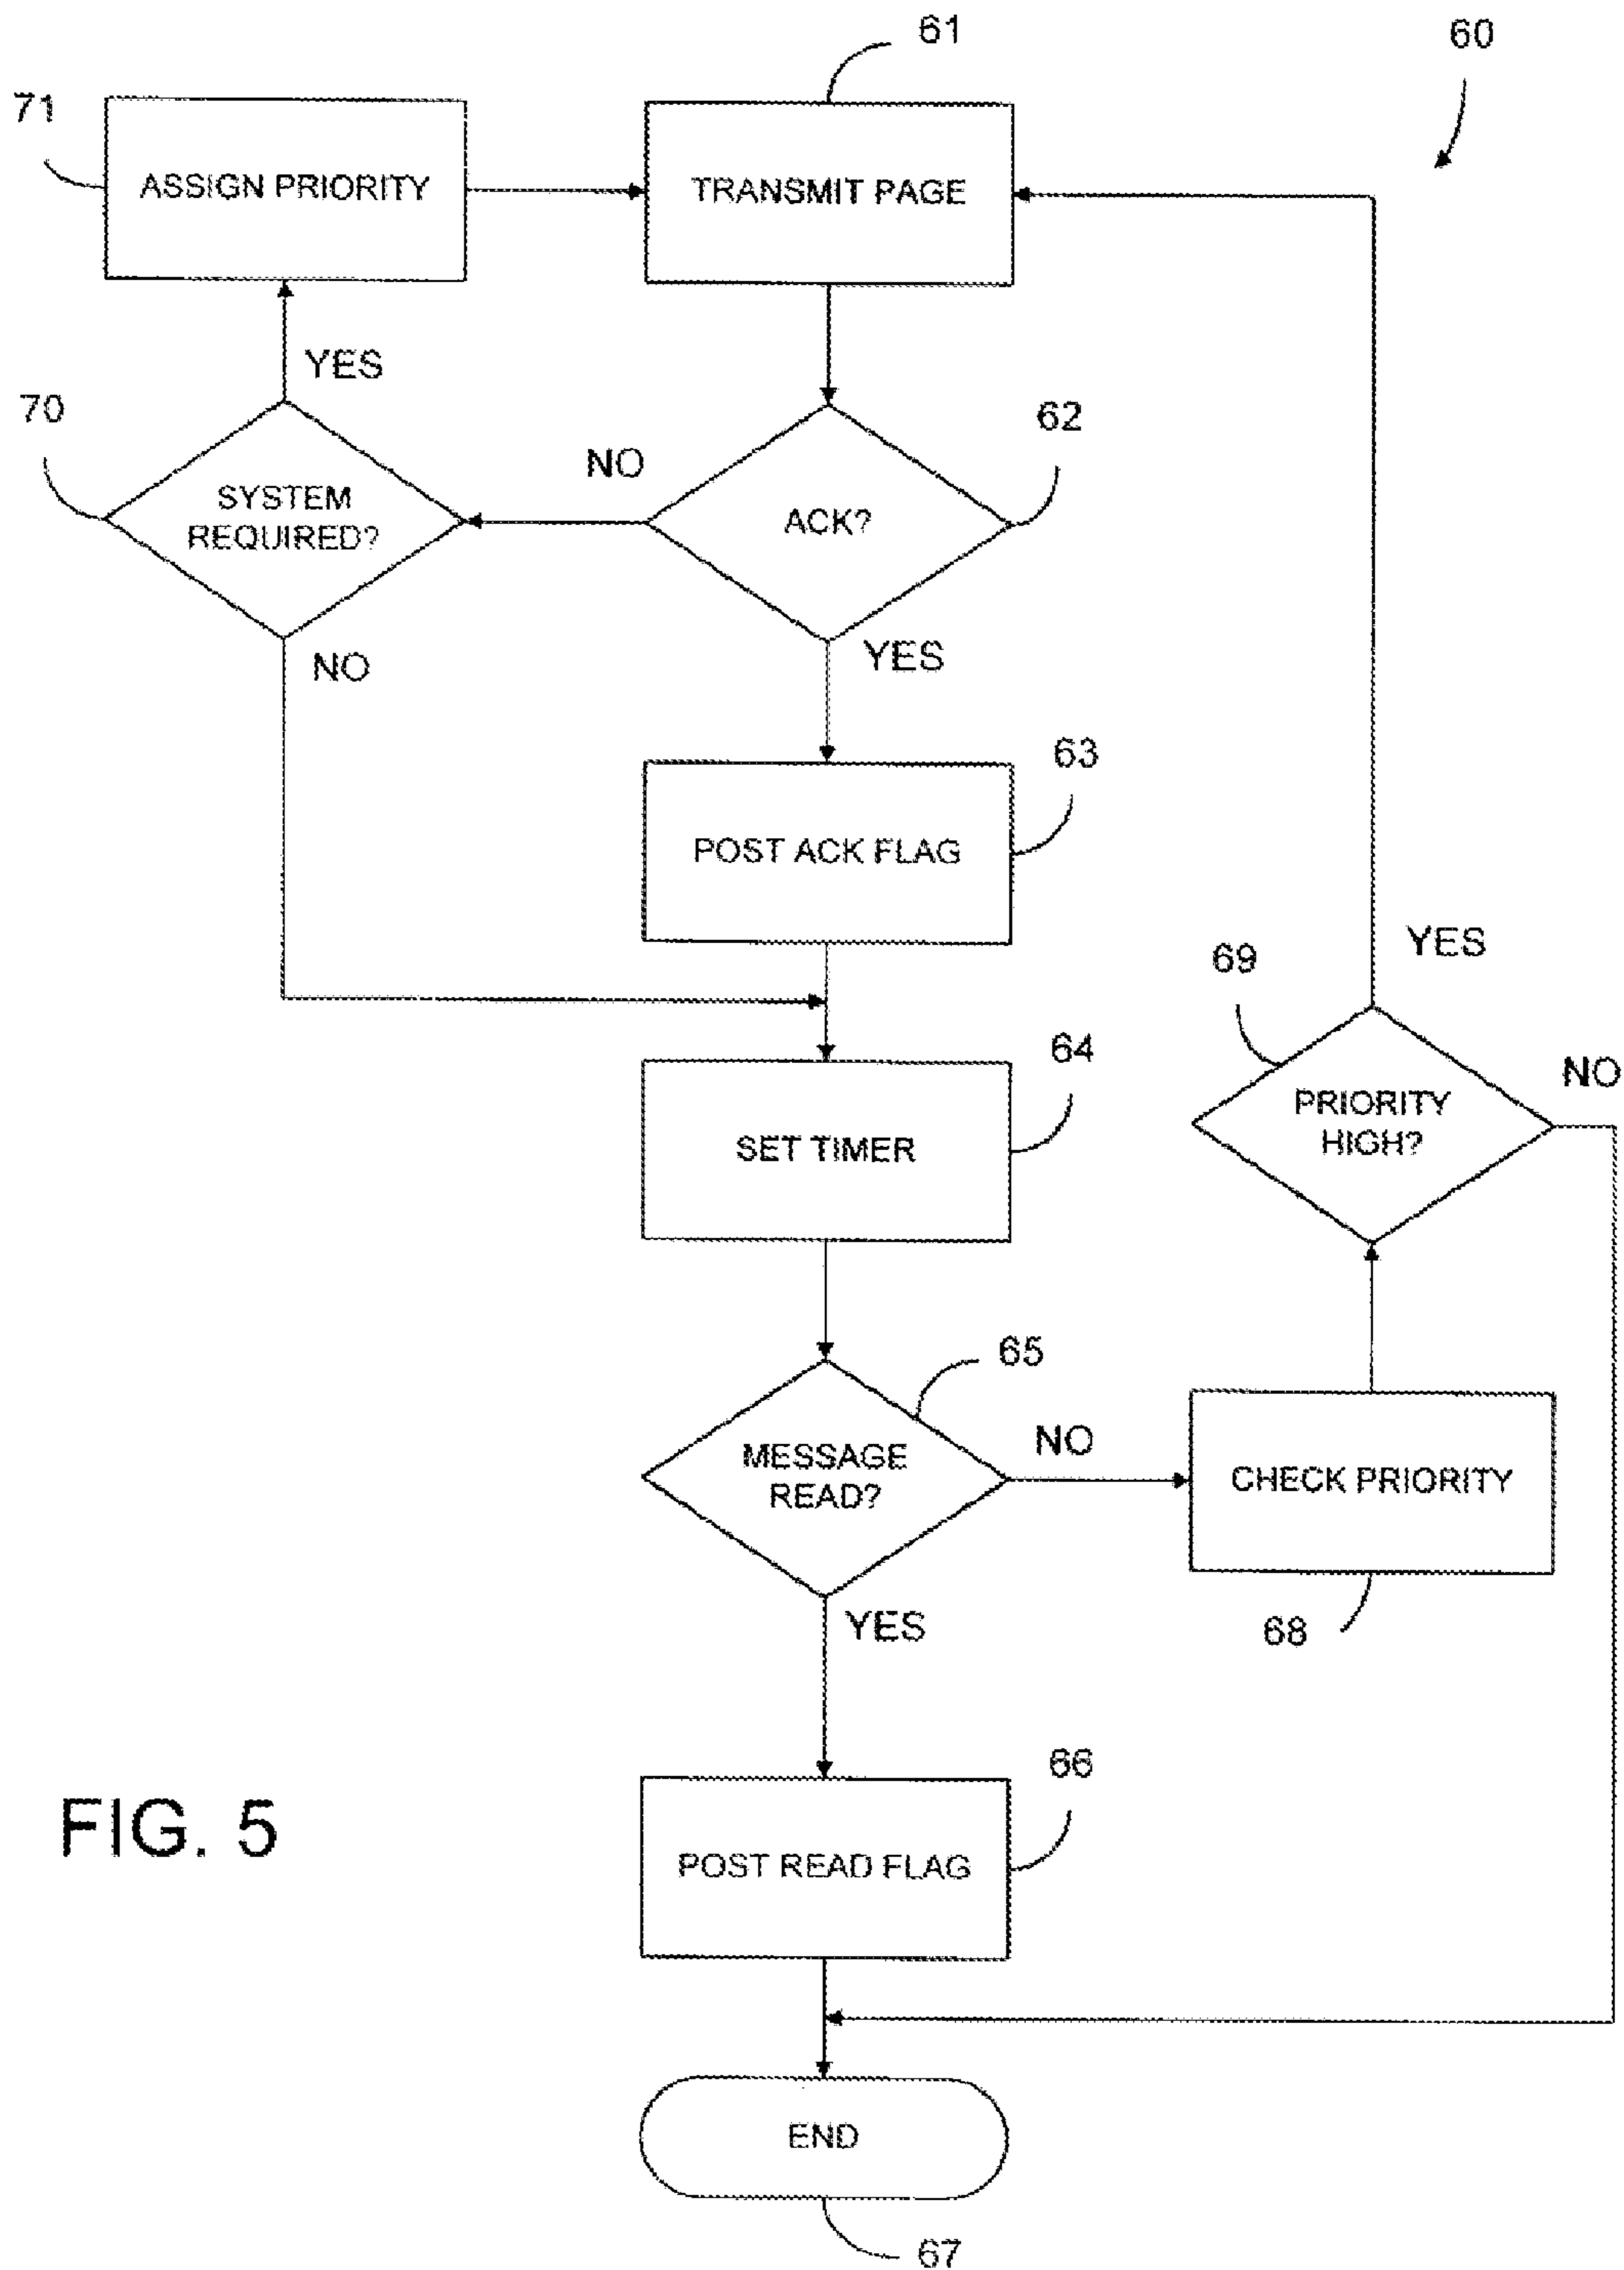 61
60
71
ASSIGN PRIORITY
TRANSMIT PAGE
YES
70
62
NO
SYSTEM
REQUIRED?
ACK?
NO
YES
63
POST ACK FLAG
YES
69
64
NO
PRIORITY
HIGH?
SET TIMER
65
NO
MESSAGE
READ?
CHECK PRIORITY
YES
68
66
FIG. 5
POST READ FLAG
END
67